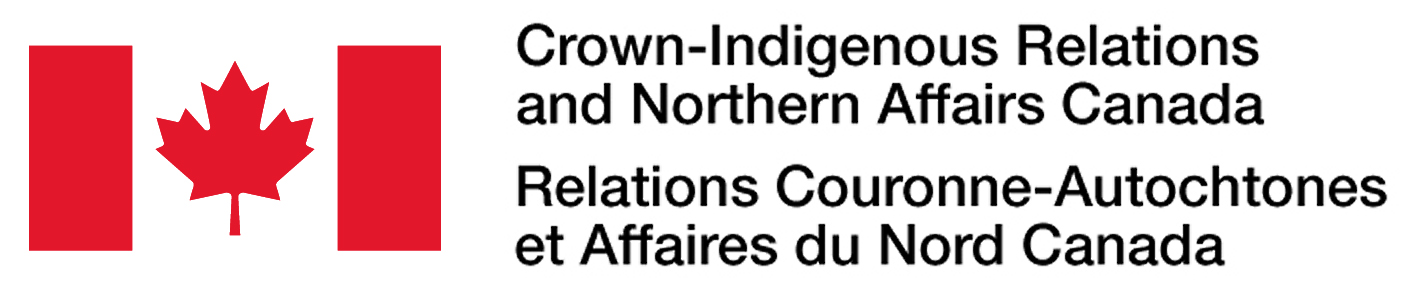 Crown-Indigenous Relations
and Northern Affairs Canada
Relations Couronne-Autochtones
et Affaires du Nord Canada